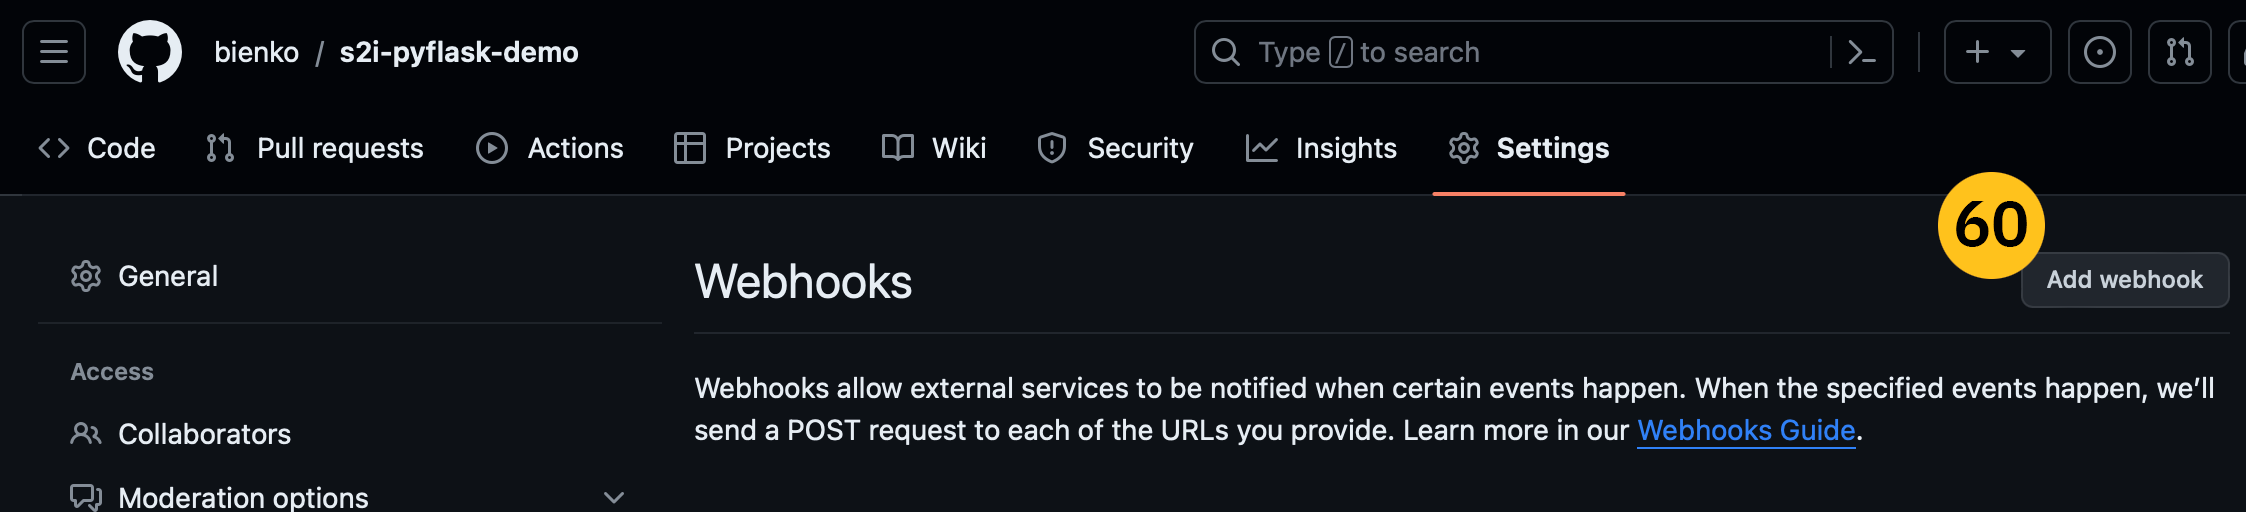 bienko / s2i-pyflask-demo
Type / to search
Code Pull requests Actions Projects Wiki Security Insights Settings
60
General
Webhooks
Add webhook
Access
Webhooks allow external services to be notified when certain events happen. When the specified events happen, we’ll
send a POST request to each of the URLs you provide. Learn more in our Webhooks Guide.
Collaborators
Moderation options